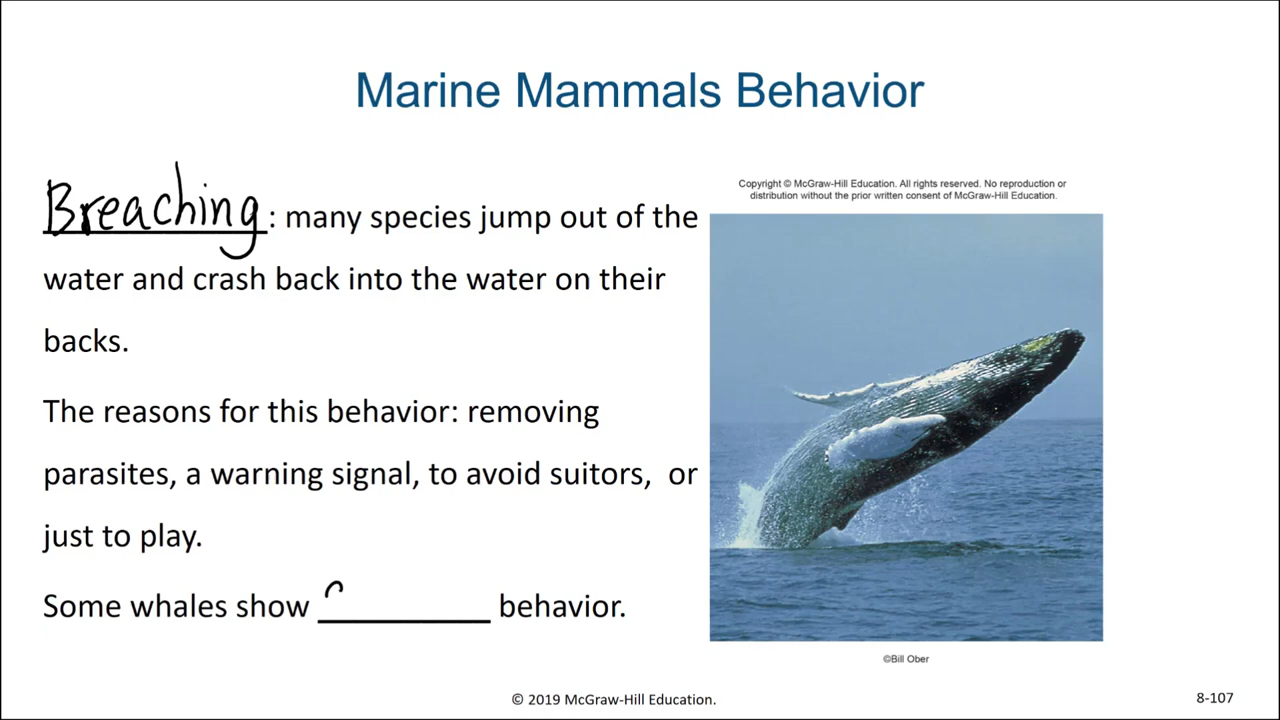 Marine Mammals Behavior
Breaching: many species jump out of the
water and crash back into the water on their
backs.
The reasons for this behavior: removing
parasites, a warning signal, to avoid suitors, or
just to play.
Some whales show __________ behavior.
Copyright © McGraw-Hill Education. All rights reserved. No reproduction or
distribution without the prior written consent of McGraw-Hill Education.
©Bill Ober
© 2019 McGraw-Hill Education.
8-107